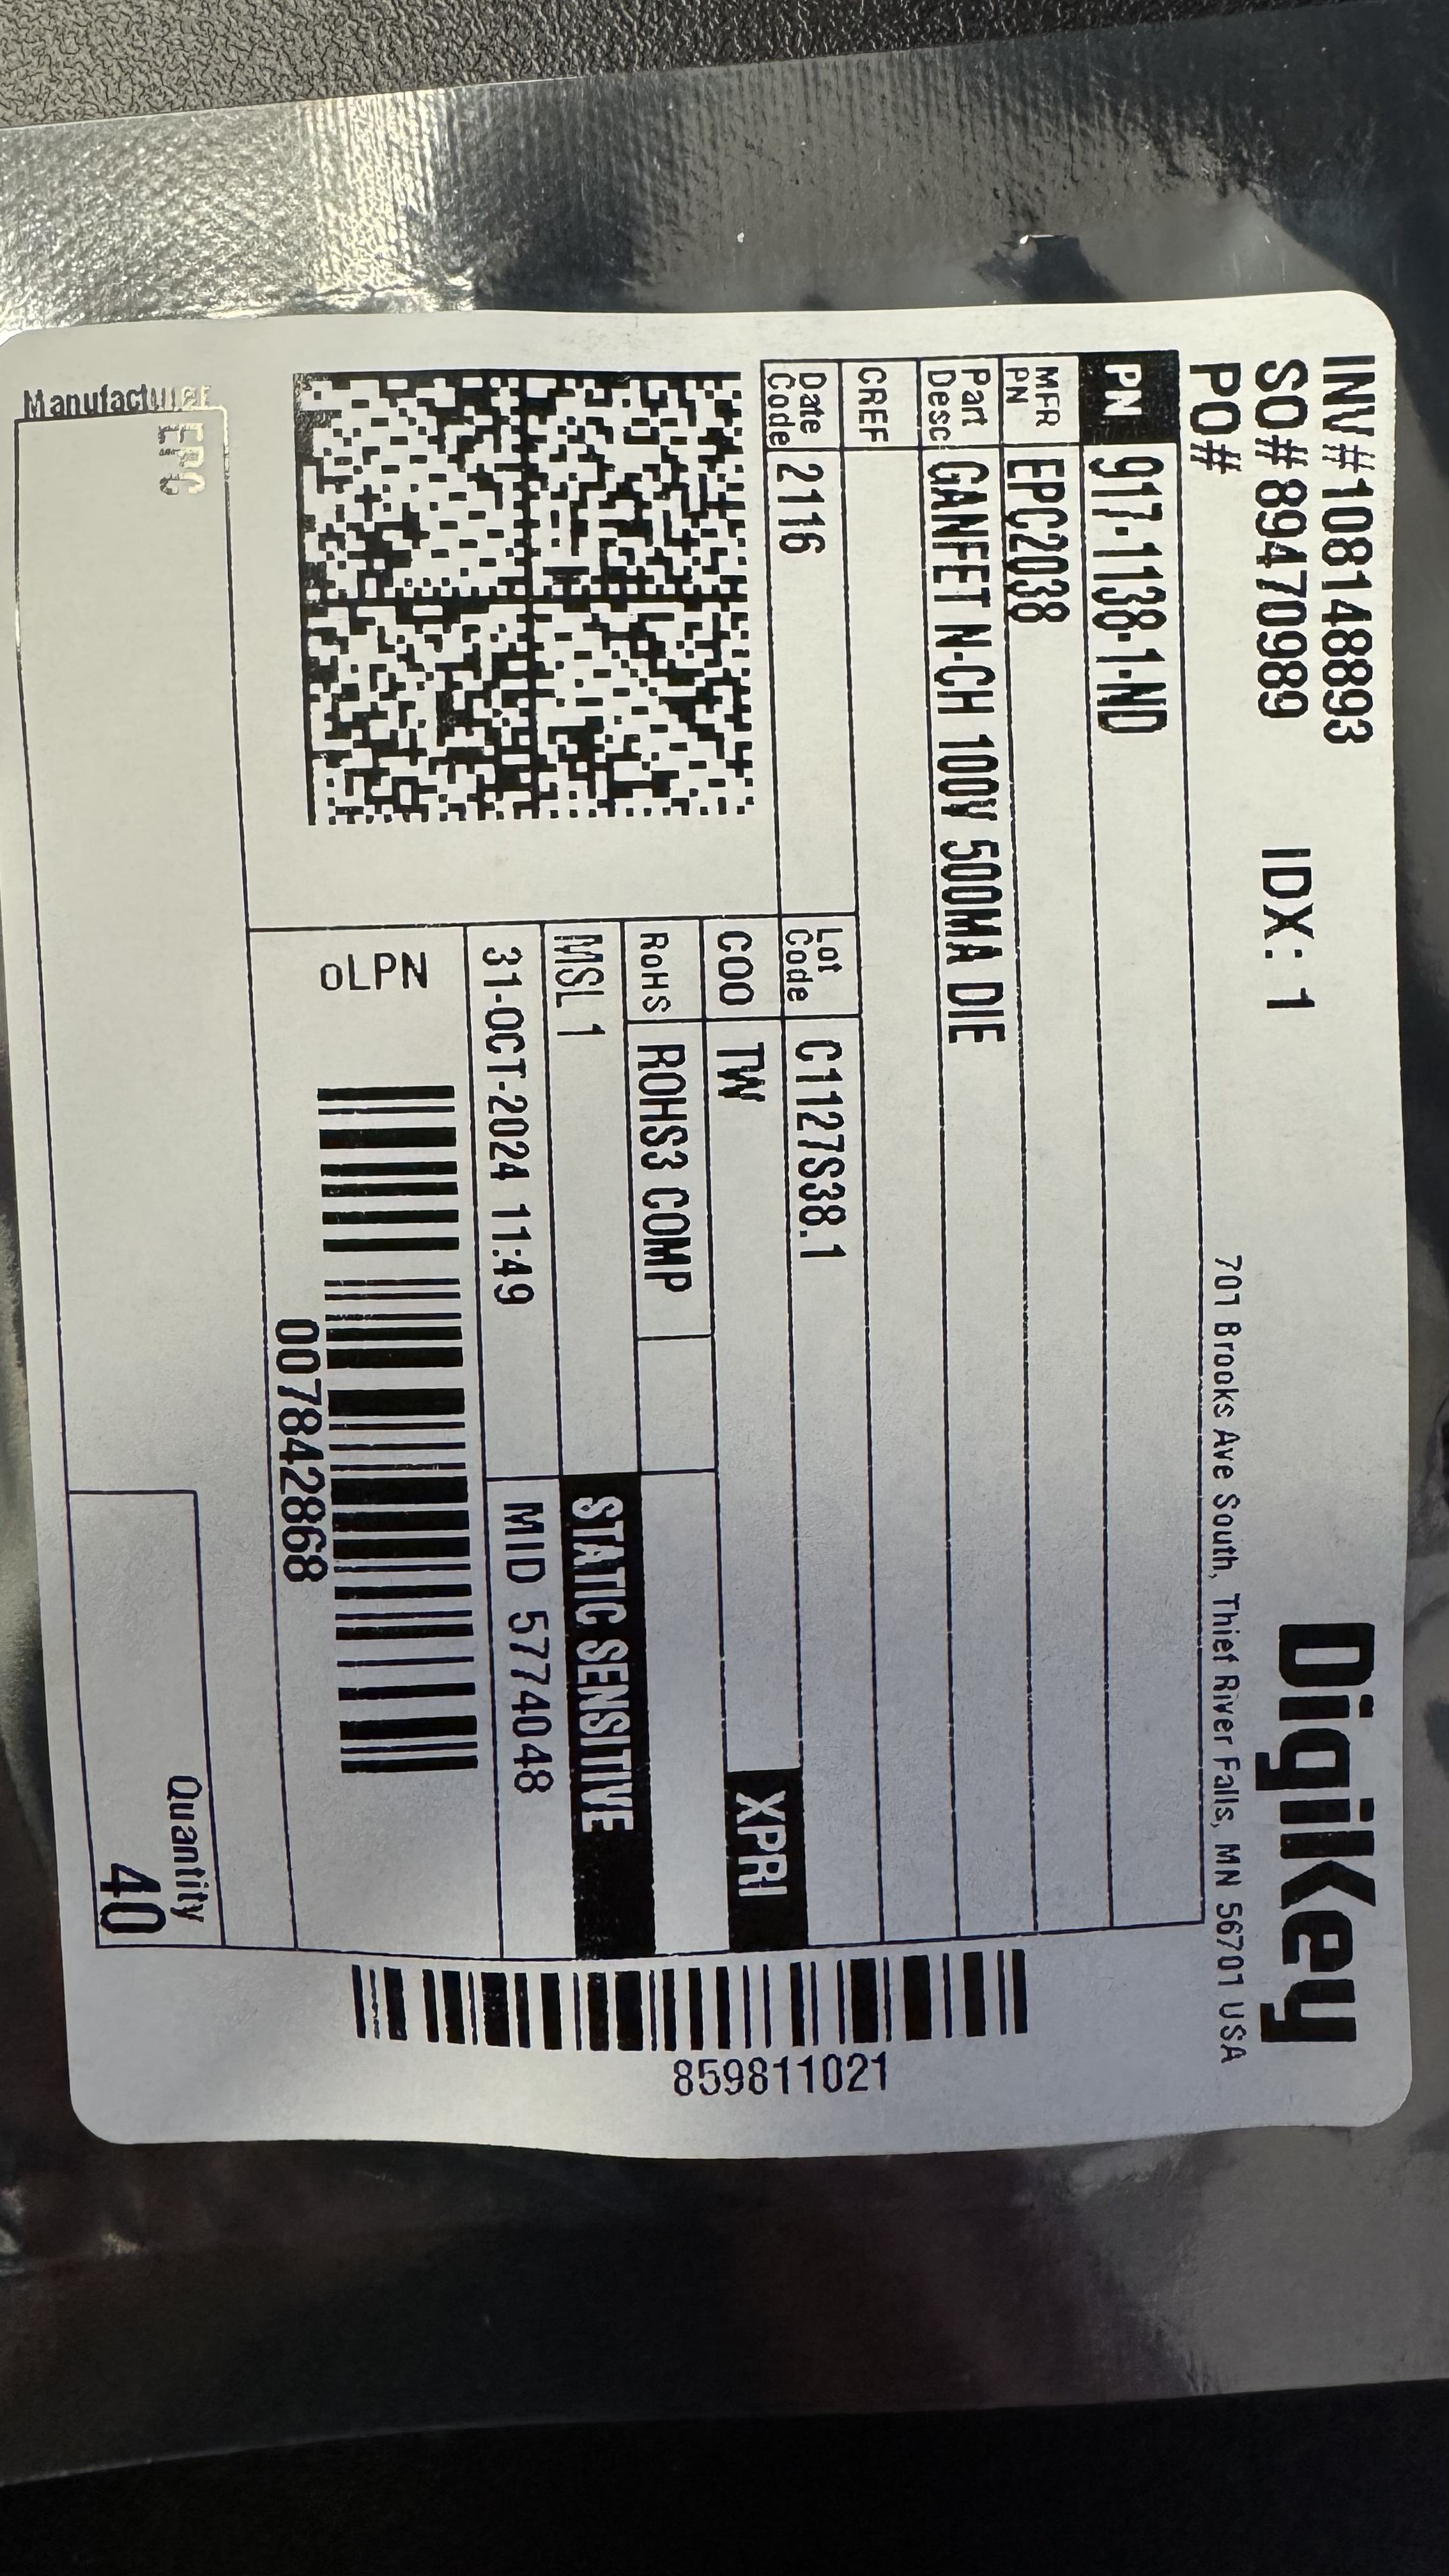 INV#108148893 IDX: 1
SO#89470989
PO#
DigiKey
701 Brooks Ave South, Thief River Falls, MN 56701 USA
PN 917-1138-1-ND
MFR PN EPC2038
Part Desc GANFET N-CH 100V 500MA DIE
CREF
Date Code 2116 Lot Code C1127S38.1
COO TW XPRI
RoHS ROHS3 COMP
MSL 1 STATIC SENSITIVE
31-OCT-2024 11:49 MID 5774048
oLPN
007842868
859811021
Manufacturer
Quantity
40